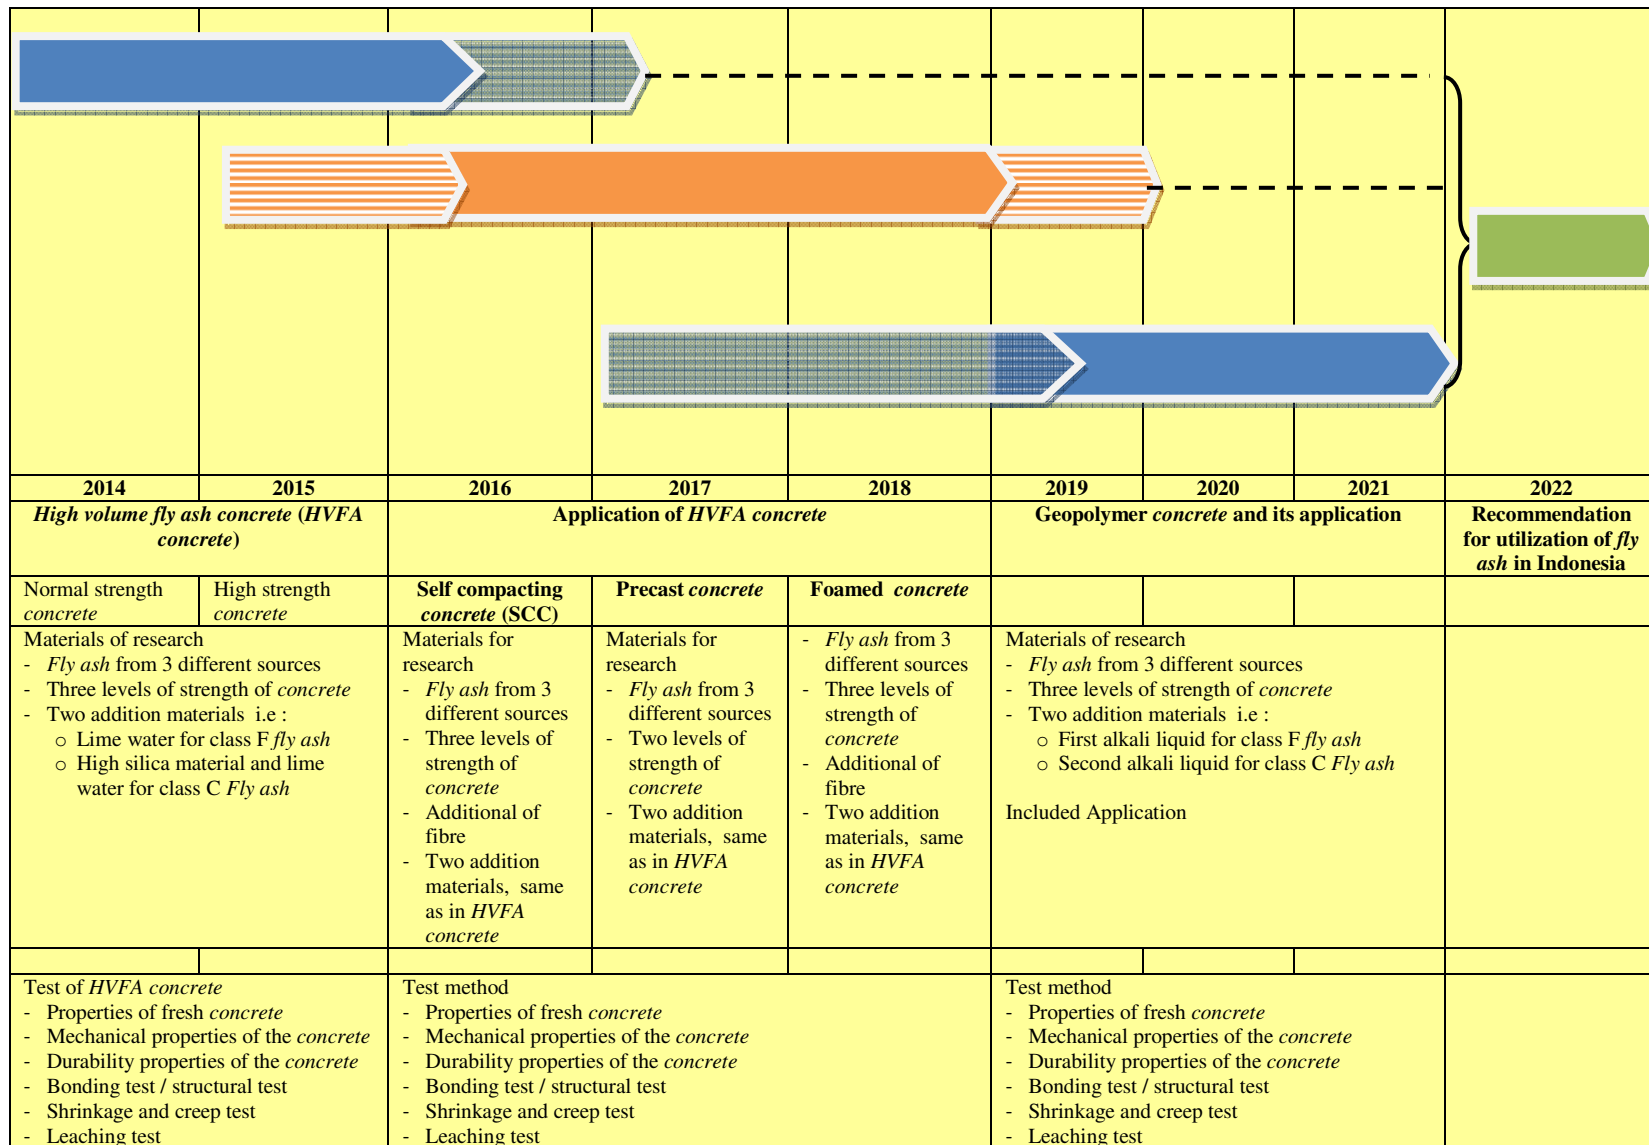 2014 2015 2016 2017 2018 2019 2020 2021 2022
High volume fly ash concrete (HVFA
concrete)
Application of HVFA concrete
Geopolymer concrete and its application
Recommendation
for utilization of fly
ash in Indonesia
Normal strength
concrete
High strength
concrete
Self compacting
concrete (SCC)
Precast concrete
Foamed concrete
Materials of research
- Fly ash from 3 different sources
- Three levels of strength of concrete
- Two addition materials i.e :
o Lime water for class F fly ash
o High silica material and lime
water for class C Fly ash
Materials for
research
- Fly ash from 3
different sources
- Three levels of
strength of
concrete
- Additional of
fibre
- Two addition
materials, same
as in HVFA
concrete
Materials for
research
- Fly ash from 3
different sources
- Two levels of
strength of
concrete
- Two addition
materials, same
as in HVFA
concrete
- Fly ash from 3
different sources
- Three levels of
strength of
concrete
- Additional of
fibre
- Two addition
materials, same
as in HVFA
concrete
Materials of research
- Fly ash from 3 different sources
- Three levels of strength of concrete
- Two addition materials i.e :
o First alkali liquid for class F fly ash
o Second alkali liquid for class C Fly ash
Included Application
Test of HVFA concrete
- Properties of fresh concrete
- Mechanical properties of the concrete
- Durability properties of the concrete
- Bonding test / structural test
- Shrinkage and creep test
- Leaching test
Test method
- Properties of fresh concrete
- Mechanical properties of the concrete
- Durability properties of the concrete
- Bonding test / structural test
- Shrinkage and creep test
- Leaching test
Test method
- Properties of fresh concrete
- Mechanical properties of the concrete
- Durability properties of the concrete
- Bonding test / structural test
- Shrinkage and creep test
- Leaching test